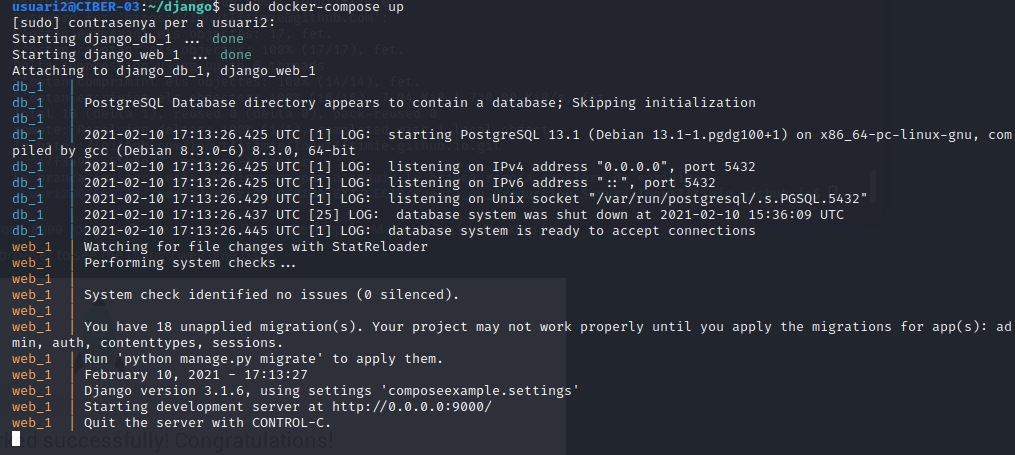 usuari2@CIBER-03:~/django$ sudo docker-compose up
[sudo] contrasenya per a usuari2:
Starting django_db_1 ... done
Starting django_web_1 ... done
Attaching to django_db_1, django_web_1
db_1   |
db_1   | PostgreSQL Database directory appears to contain a database; Skipping initialization
db_1   |
db_1   | 2021-02-10 17:13:26.425 UTC [1] LOG:  starting PostgreSQL 13.1 (Debian 13.1-1.pgdg100+1) on x86_64-pc-linux-gnu, com
piled by gcc (Debian 8.3.0-6) 8.3.0, 64-bit
db_1   | 2021-02-10 17:13:26.425 UTC [1] LOG:  listening on IPv4 address "0.0.0.0", port 5432
db_1   | 2021-02-10 17:13:26.425 UTC [1] LOG:  listening on IPv6 address "::", port 5432
db_1   | 2021-02-10 17:13:26.429 UTC [1] LOG:  listening on Unix socket "/var/run/postgresql/.s.PGSQL.5432"
db_1   | 2021-02-10 17:13:26.437 UTC [25] LOG:  database system was shut down at 2021-02-10 15:36:09 UTC
db_1   | 2021-02-10 17:13:26.445 UTC [1] LOG:  database system is ready to accept connections
web_1  | Watching for file changes with StatReloader
web_1  | Performing system checks...
web_1  |
web_1  | System check identified no issues (0 silenced).
web_1  |
web_1  | You have 18 unapplied migration(s). Your project may not work properly until you apply the migrations for app(s): ad
min, auth, contenttypes, sessions.
web_1  | Run 'python manage.py migrate' to apply them.
web_1  | February 10, 2021 - 17:13:27
web_1  | Django version 3.1.6, using settings 'composeexample.settings'
web_1  | Starting development server at http://0.0.0.0:9000/
web_1  | Quit the server with CONTROL-C.
successfully! Congratulations!